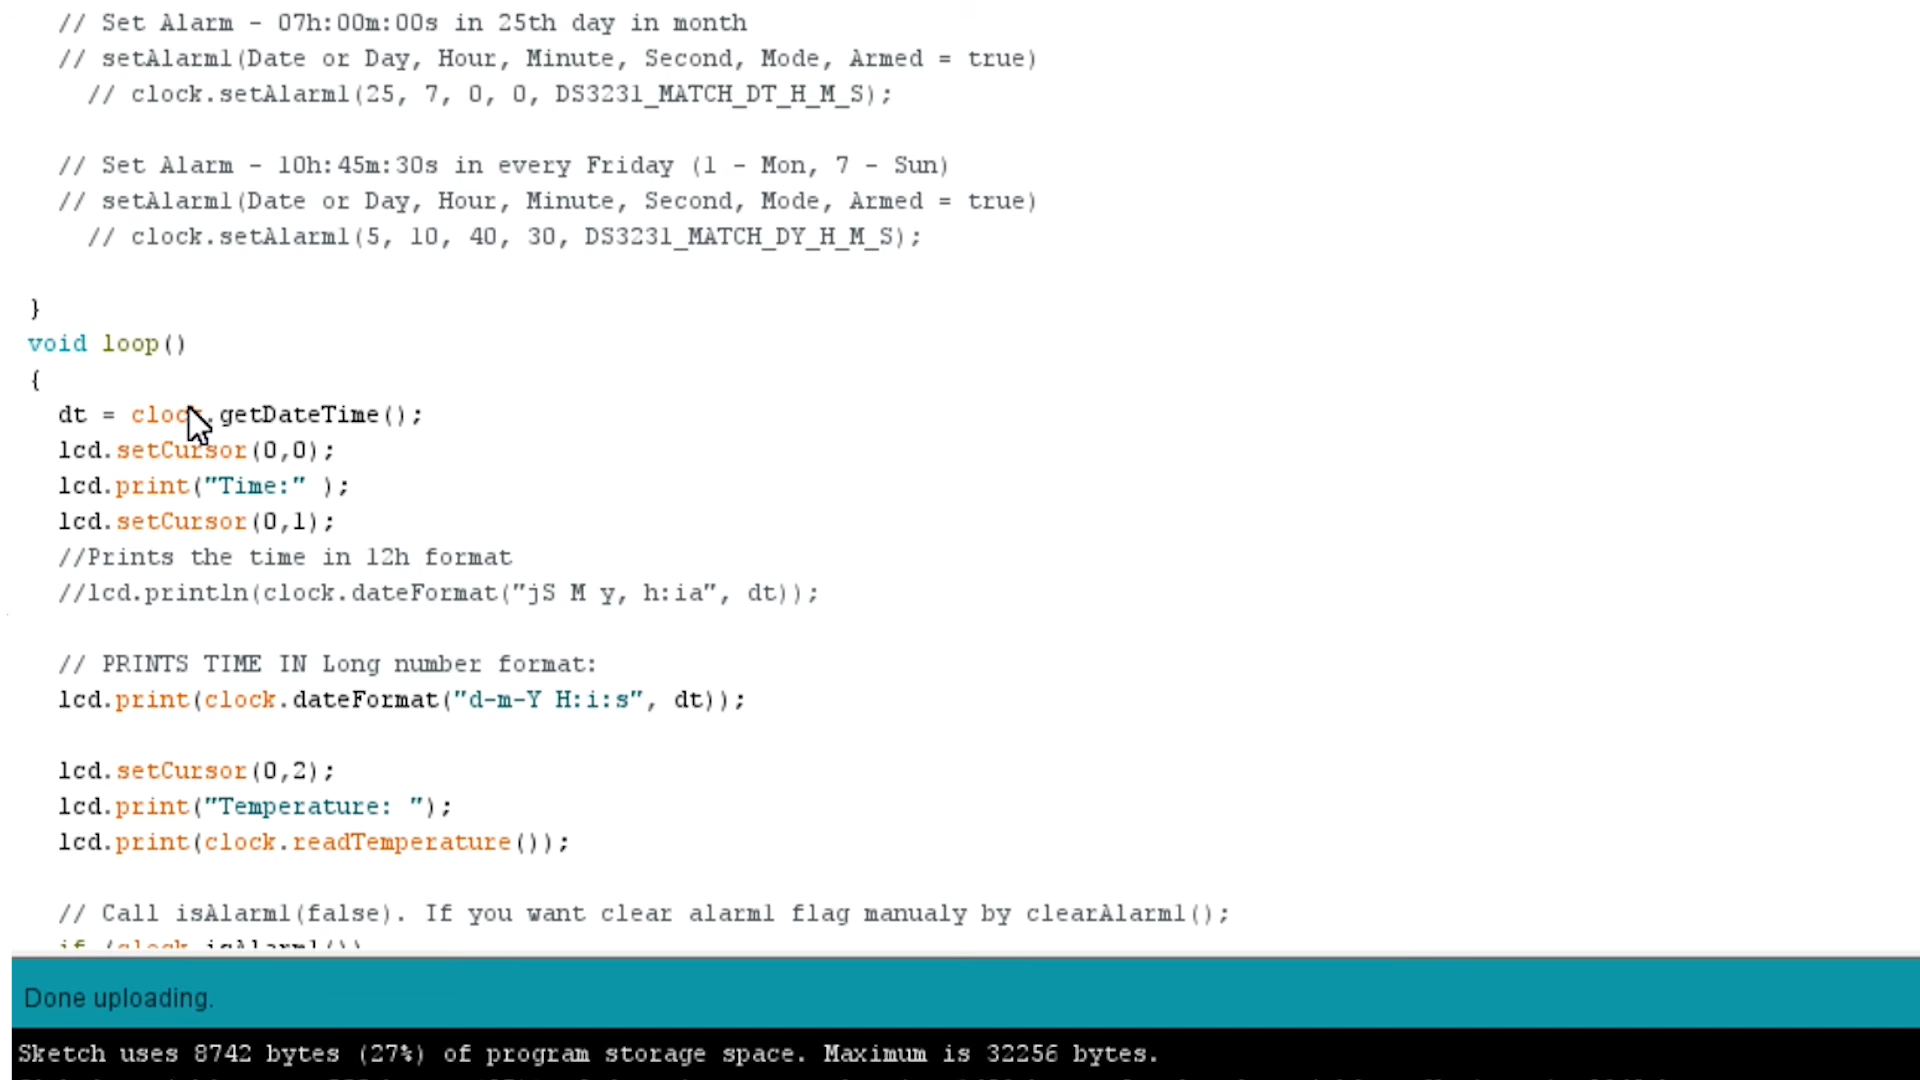 // Set Alarm - 07h:00m:00s in 25th day in month
// setAlarm1(Date or Day, Hour, Minute, Second, Mode, Armed = true)
// clock.setAlarm1(25, 7, 0, 0, DS3231_MATCH_DT_H_M_S);
// Set Alarm - 10h:45m:30s in every Friday (1 - Mon, 7 - Sun)
// setAlarm1(Date or Day, Hour, Minute, Second, Mode, Armed = true)
// clock.setAlarm1(5, 10, 40, 30, DS3231_MATCH_DY_H_M_S);
}
void loop()
{
dt = clock.getDateTime();
lcd.setCursor(0,0);
lcd.print("Time:" );
lcd.setCursor(0,1);
//Prints the time in 12h format
//lcd.println(clock.dateFormat("jS M y, h:ia", dt));
// PRINTS TIME IN Long number format:
lcd.print(clock.dateFormat("d-m-Y H:i:s", dt));
lcd.setCursor(0,2);
lcd.print("Temperature: ");
lcd.print(clock.readTemperature());
// Call isAlarm1(false). If you want clear alarm1 flag manualy by clearAlarm1();
if (clock.isAlarm1())
Done uploading.
Sketch uses 8742 bytes (27%) of program storage space. Maximum is 32256 bytes.